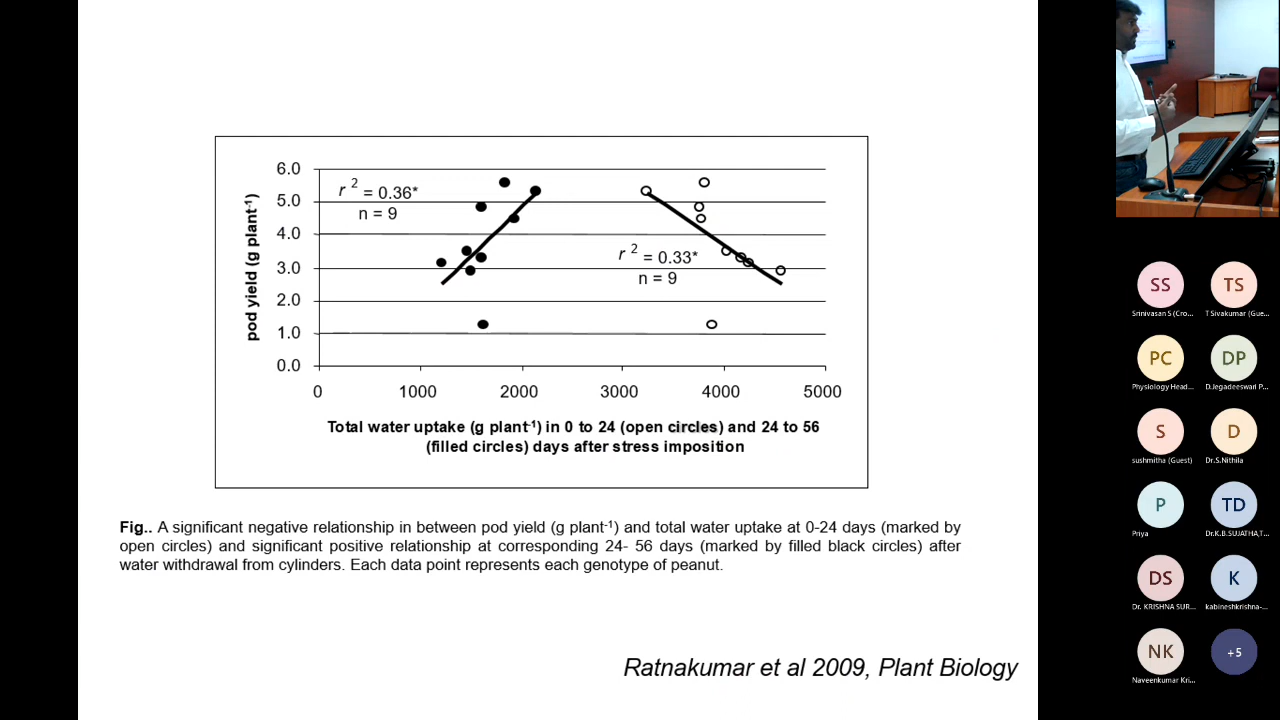 6.0
5.0
4.0
3.0
2.0
1.0
0.0
pod yield (g plant-1)
r 2 = 0.36*
n = 9
r 2 = 0.33*
n = 9
0 1000 2000 3000 4000 5000
Total water uptake (g plant-1) in 0 to 24 (open circles) and 24 to 56
(filled circles) days after stress imposition
Fig.. A significant negative relationship in between pod yield (g plant-1) and total water uptake at 0-24 days (marked by
open circles) and significant positive relationship at corresponding 24- 56 days (marked by filled black circles) after
water withdrawal from cylinders. Each data point represents each genotype of peanut.
Ratnakumar et al 2009, Plant Biology
SS TS
Srinivasan S (Cro... T Sivakumar (Gue...
PC DP
Physiology Head... D.Jegadeeswari P...
S D
sushmitha (Guest) Dr.S.Nithila
P TD
Priya Dr.K.B.SUJATHA,T...
DS K
Dr. KRISHNA SUR... kabineshkrishna-...
NK +5
Naveenkumar Kri...